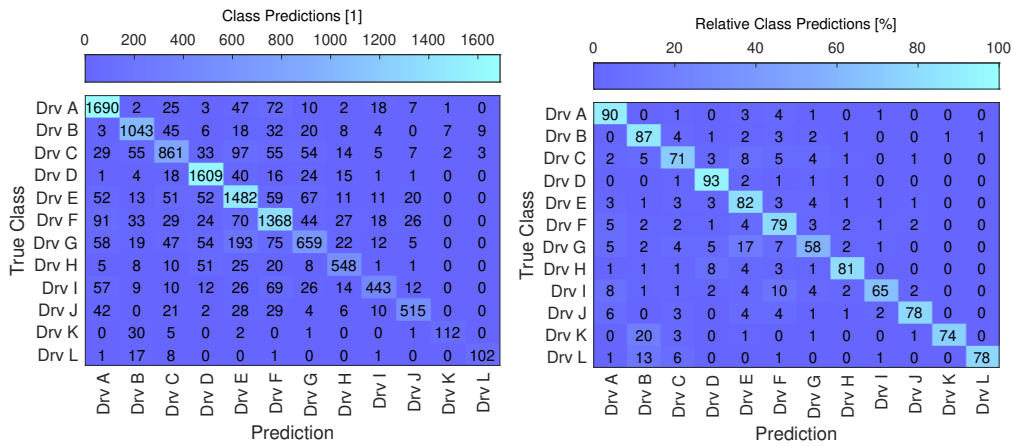 Class Predictions [1]
0 200 400 600 800 1000 1200 1400 1600
Drv A 1690 2 25 3 47 72 10 2 18 7 1 0
Drv B 3 1043 45 6 18 32 20 8 4 0 7 9
Drv C 29 55 861 33 97 55 54 14 5 7 2 3
Drv D 1 4 18 1609 40 16 24 15 1 1 0 0
Drv E 52 13 51 52 1482 59 67 11 11 20 0 0
Drv F 91 33 29 24 70 1368 44 27 18 26 0 0
Drv G 58 19 47 54 193 75 659 22 12 5 0 0
Drv H 5 8 10 51 25 20 8 548 1 1 0 0
Drv I 57 9 10 12 26 69 26 14 443 12 0 0
Drv J 42 0 21 2 28 29 4 6 10 515 0 0
Drv K 0 30 5 0 2 0 1 0 0 0 112 0
Drv L 1 17 8 0 0 1 0 0 1 0 0 102
True Class
Drv A Drv B Drv C Drv D Drv E Drv F Drv G Drv H Drv I Drv J Drv K Drv L
Prediction
Relative Class Predictions [%]
0 20 40 60 80 100
Drv A 90 0 1 0 3 4 1 0 1 0 0 0
Drv B 0 87 4 1 2 3 2 1 0 0 1 1
Drv C 2 5 71 3 8 5 4 1 0 1 0 0
Drv D 0 0 1 93 2 1 1 1 0 0 0 0
Drv E 3 1 3 3 82 3 4 1 1 1 0 0
Drv F 5 2 2 1 4 79 3 2 1 2 0 0
Drv G 5 2 4 5 17 7 58 2 1 0 0 0
Drv H 1 1 1 8 4 3 1 81 0 0 0 0
Drv I 8 1 1 2 4 10 4 2 65 2 0 0
Drv J 6 0 3 0 4 4 1 1 2 78 0 0
Drv K 0 20 3 0 1 0 1 0 0 0 74 0
Drv L 1 13 6 0 0 1 0 0 1 0 0 78
True Class
Drv A Drv B Drv C Drv D Drv E Drv F Drv G Drv H Drv I Drv J Drv K Drv L
Prediction